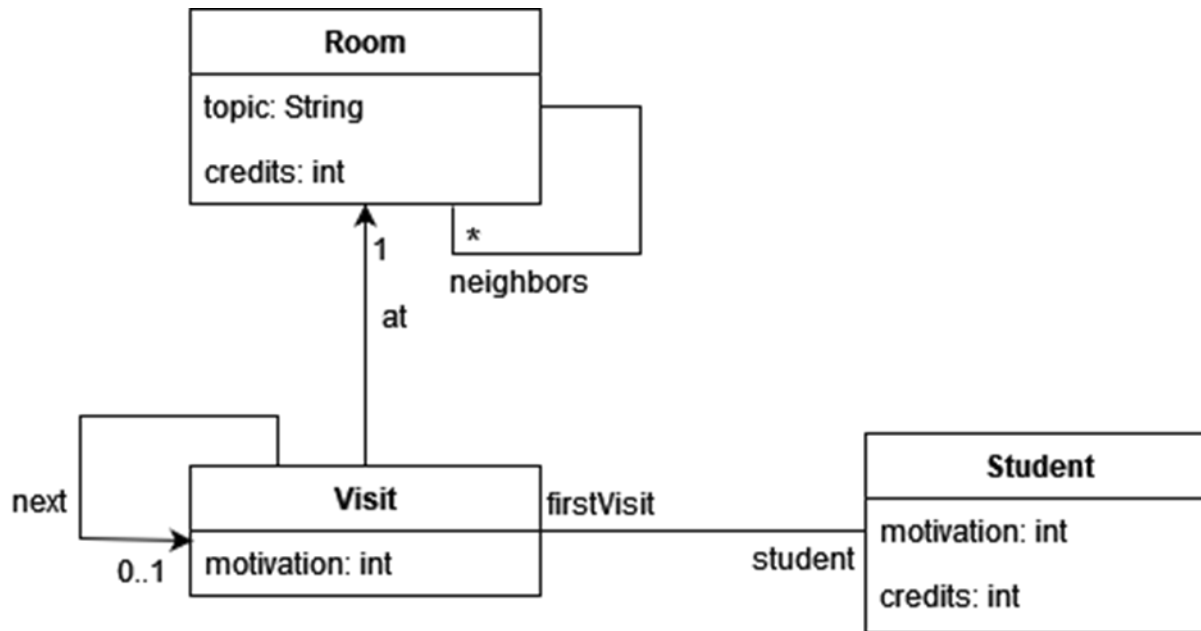 Room
topic: String
credits: int
1
*
neighbors
at
next
Visit
firstVisit
Student
0..1
motivation: int
student
motivation: int
credits: int